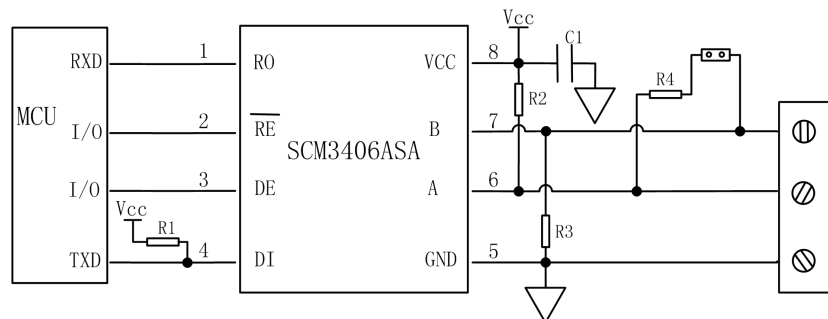 Vcc
RXD 1 RO VCC 8 C1
R4
MCU
R2
I/O 2 RE B 7
SCM3406ASA
I/O 3 DE A 6
Vcc
R1
R3
TXD 4 DI GND 5